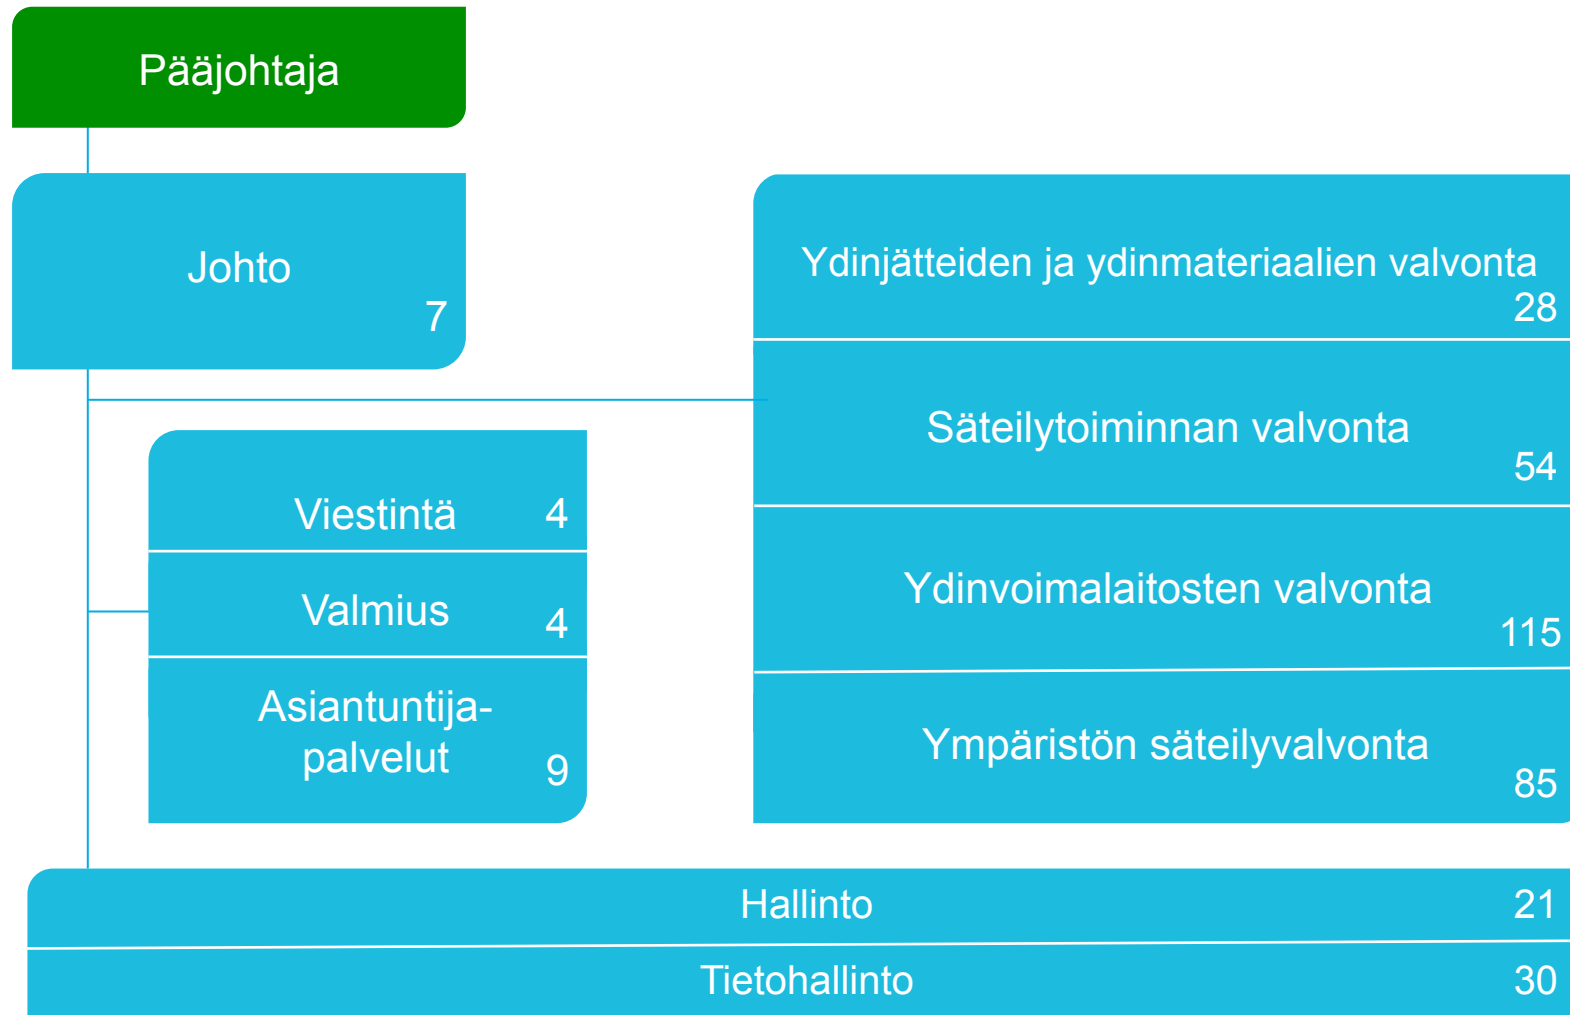 Pääjohtaja
Johto
7
Ydinjätteiden ja ydinmateriaalien valvonta
28
Säteilytoiminnan valvonta
54
Ydinvoimalaitosten valvonta
115
Ympäristön säteilyvalvonta
85
Viestintä 4
Valmius 4
Asiantuntija-
palvelut 9
Hallinto 21
Tietohallinto 30